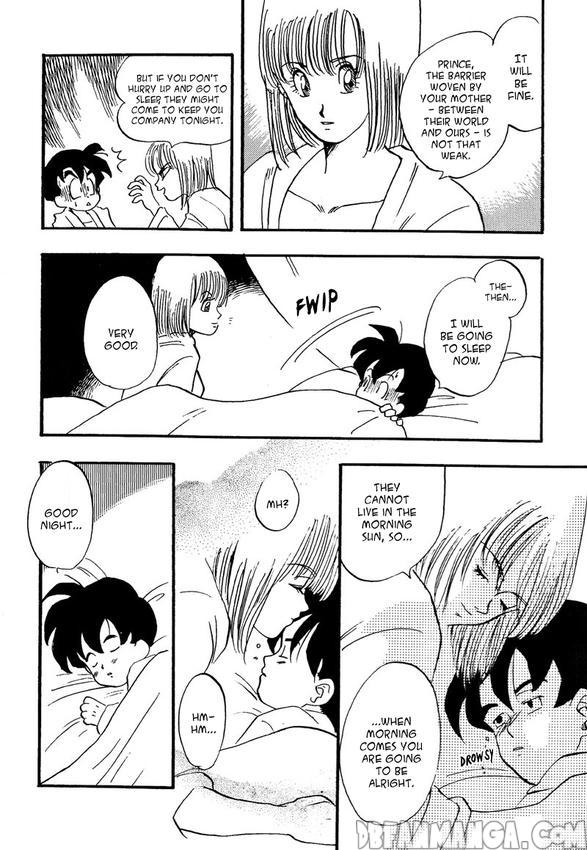 IT
WILL
BE
FINE.
PRINCE,
THE BARRIER
WOVEN BY
YOUR MOTHER -
BETWEEN
THEIR WORLD
AND OURS - IS
NOT THAT
WEAK.
BUT IF YOU DON'T
HURRY UP AND GO TO
SLEEP, THEY MIGHT
COME TO KEEP YOU
COMPANY TONIGHT.
THE-
THEN...
I WILL
BE GOING
TO SLEEP
NOW.
FWIP
VERY
GOOD.
THEY
CANNOT
LIVE IN THE
MORNING
SUN, SO...
...WHEN
MORNING
COMES YOU
ARE GOING
TO BE
ALRIGHT.
DROWSY
MH?
HM-
HM...
GOOD
NIGHT...
DBFANMANGA.COM